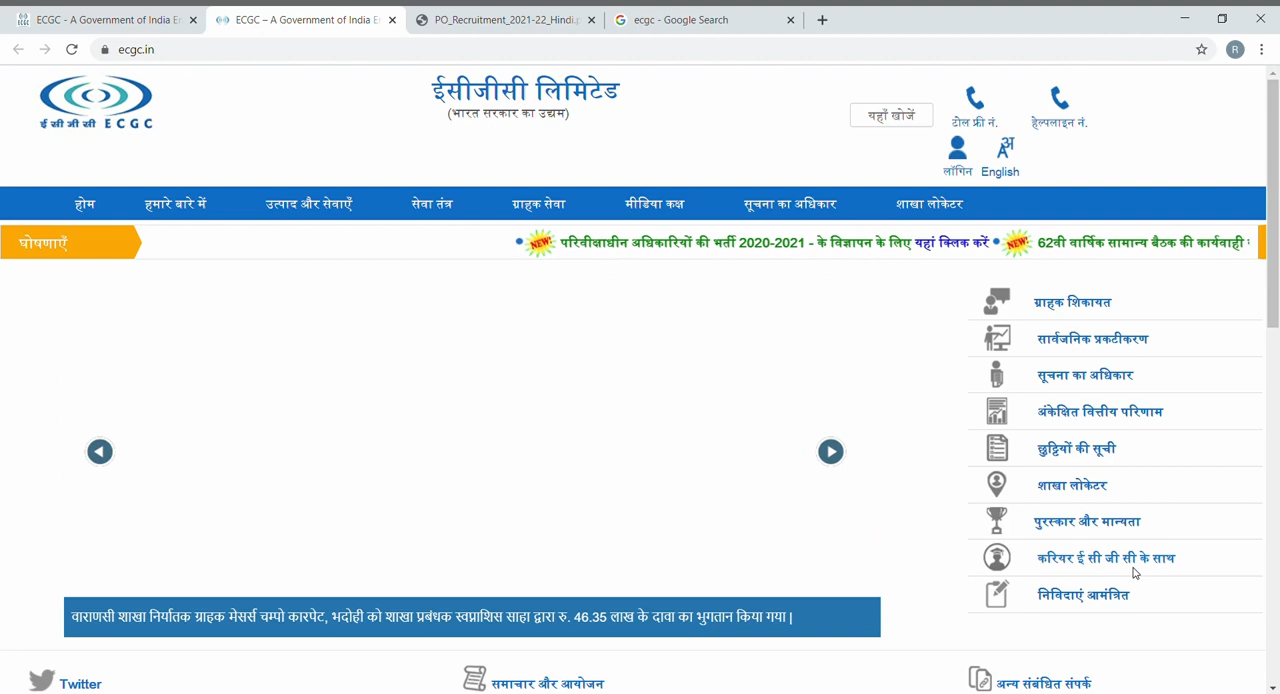 ECGC - A Government of India E
ECGC – A Government of India E
PO_Recruitment_2021-22_Hindi.p
ecgc - Google Search
ecgc.in
R
ईसीजीसी लिमिटेड
(भारत सरकार का उद्यम)
ई सी जी सी ECGC
यहाँ खोजें
टोल फ्री नं.
हेल्पलाइन नं.
लॉगिन
English
होम
हमारे बारे में
उत्पाद और सेवाएँ
सेवा तंत्र
ग्राहक सेवा
मीडिया कक्ष
सूचना का अधिकार
शाखा लोकेटर
घोषणाएँ
NEW! परिवीक्षाधीन अधिकारियों की भर्ती 2020-2021 - के विज्ञापन के लिए यहां क्लिक करें
NEW! 62वी वार्षिक सामान्य बैठक की कार्यवाही
ग्राहक शिकायत
सार्वजनिक प्रकटीकरण
सूचना का अधिकार
अंकेक्षित वित्तीय परिणाम
छुट्टियों की सूची
शाखा लोकेटर
पुरस्कार और मान्यता
करियर ई सी जी सी के साथ
निविदाएं आमंत्रित
वाराणसी शाखा निर्यातक ग्राहक मेसर्स चम्पो कारपेट, भदोही को शाखा प्रबंधक स्वप्नाशिस साहा द्वारा रु. 46.35 लाख के दावा का भुगतान किया गया |
Twitter
समाचार और आयोजन
अन्य संबंधित संपर्क